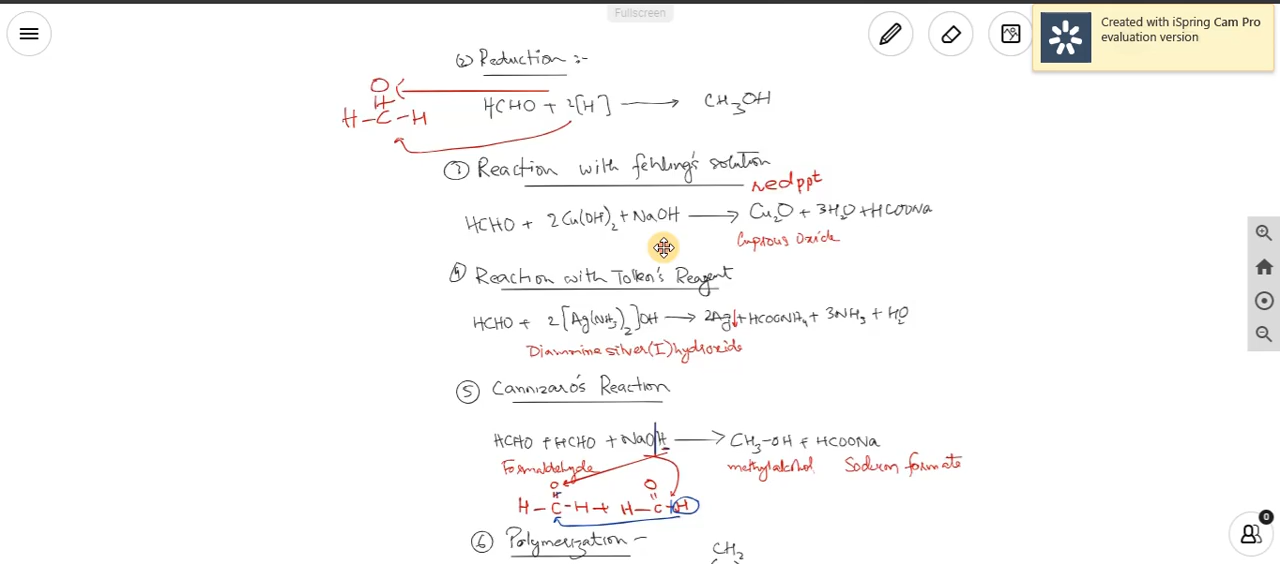 Fullscreen
Created with iSpring Cam Pro
evaluation version
(2) Reduction :-
O
H-C-H
HCHO + 2[H] → CH3OH
(3) Reaction with fehling's solution
red ppt
HCHO + 2Cu(OH)2 + NaOH → Cu2O + 3H2O + HCOONa
Cuprous Oxide
(4) Reaction with Tollen's Reagent
HCHO + 2[Ag(NH3)2]OH → 2Ag↓ + HCOONH4 + 3NH3 + H2O
Diammine silver(I) hydroxide
(5) Cannizaro's Reaction
HCHO + HCHO + NaOH → CH3-OH + HCOONa
Formaldehyde methylalcohol Sodium formate
O O
H-C-H + H-C-H
(6) Polymerization -
CH2
0